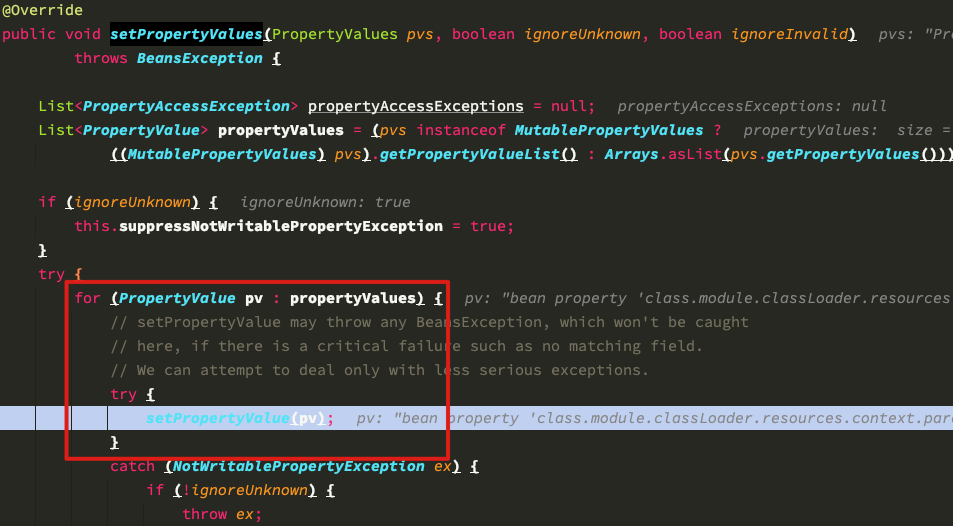 @Override
public void setPropertyValues(PropertyValues pvs, boolean ignoreUnknown, boolean ignoreInvalid)   pvs: "Pro
        throws BeansException {
    List<PropertyAccessException> propertyAccessExceptions = null;   propertyAccessExceptions: null
    List<PropertyValue> propertyValues = (pvs instanceof MutablePropertyValues ?   propertyValues:  size =
            ((MutablePropertyValues) pvs).getPropertyValueList() : Arrays.asList(pvs.getPropertyValues()))
    if (ignoreUnknown) {   ignoreUnknown: true
        this.suppressNotWritablePropertyException = true;
    }
    try {
        for (PropertyValue pv : propertyValues) {   pv: "bean property 'class.module.classLoader.resources
            // setPropertyValue may throw any BeansException, which won't be caught
            // here, if there is a critical failure such as no matching field.
            // We can attempt to deal only with less serious exceptions.
            try {
                setPropertyValue(pv);   pv: "bean property 'class.module.classLoader.resources.context.pare
            }
            catch (NotWritablePropertyException ex) {
                if (!ignoreUnknown) {
                    throw ex;